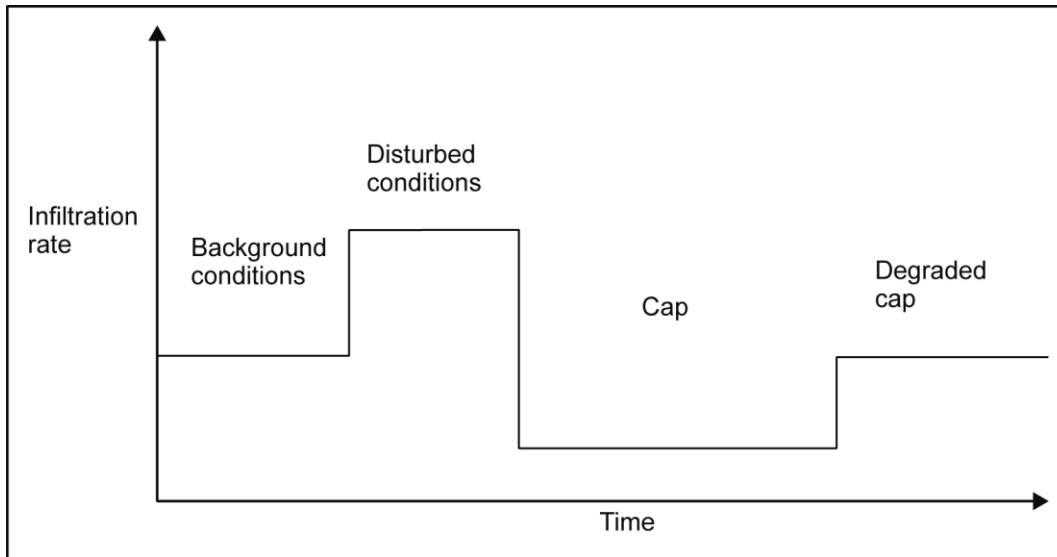 Disturbed
conditions
Infiltration
rate
Background
conditions
Degraded
cap
Cap
Time